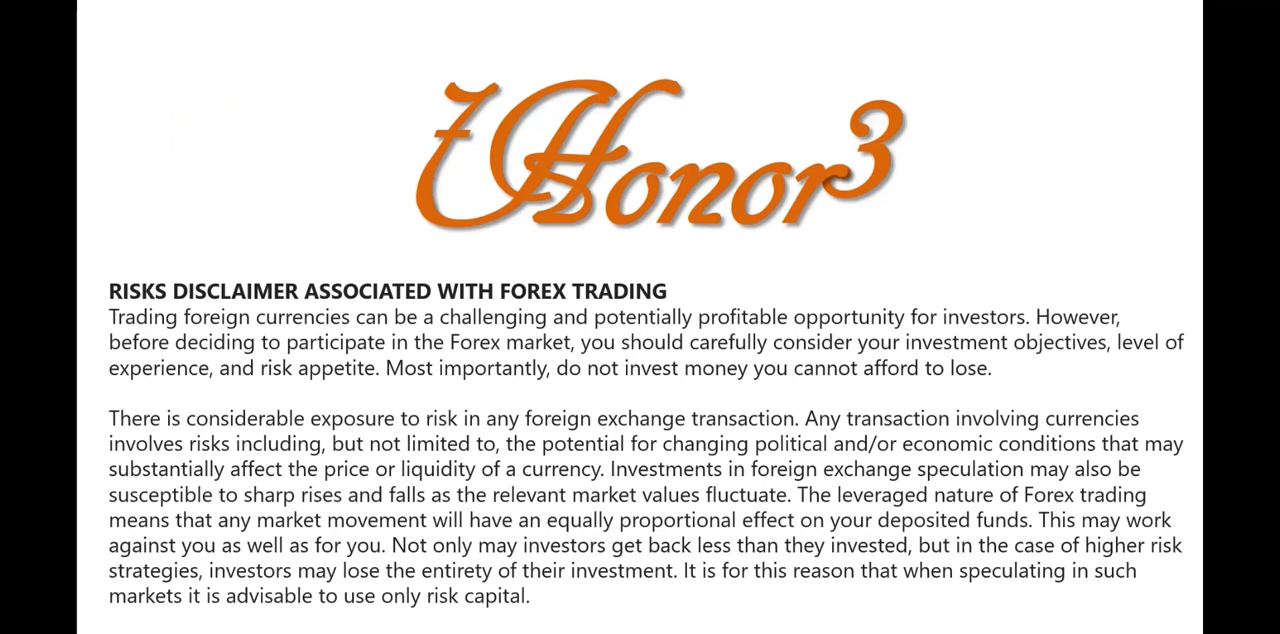 Honor³
RISKS DISCLAIMER ASSOCIATED WITH FOREX TRADING
Trading foreign currencies can be a challenging and potentially profitable opportunity for investors. However,
before deciding to participate in the Forex market, you should carefully consider your investment objectives, level of
experience, and risk appetite. Most importantly, do not invest money you cannot afford to lose.
There is considerable exposure to risk in any foreign exchange transaction. Any transaction involving currencies
involves risks including, but not limited to, the potential for changing political and/or economic conditions that may
substantially affect the price or liquidity of a currency. Investments in foreign exchange speculation may also be
susceptible to sharp rises and falls as the relevant market values fluctuate. The leveraged nature of Forex trading
means that any market movement will have an equally proportional effect on your deposited funds. This may work
against you as well as for you. Not only may investors get back less than they invested, but in the case of higher risk
strategies, investors may lose the entirety of their investment. It is for this reason that when speculating in such
markets it is advisable to use only risk capital.